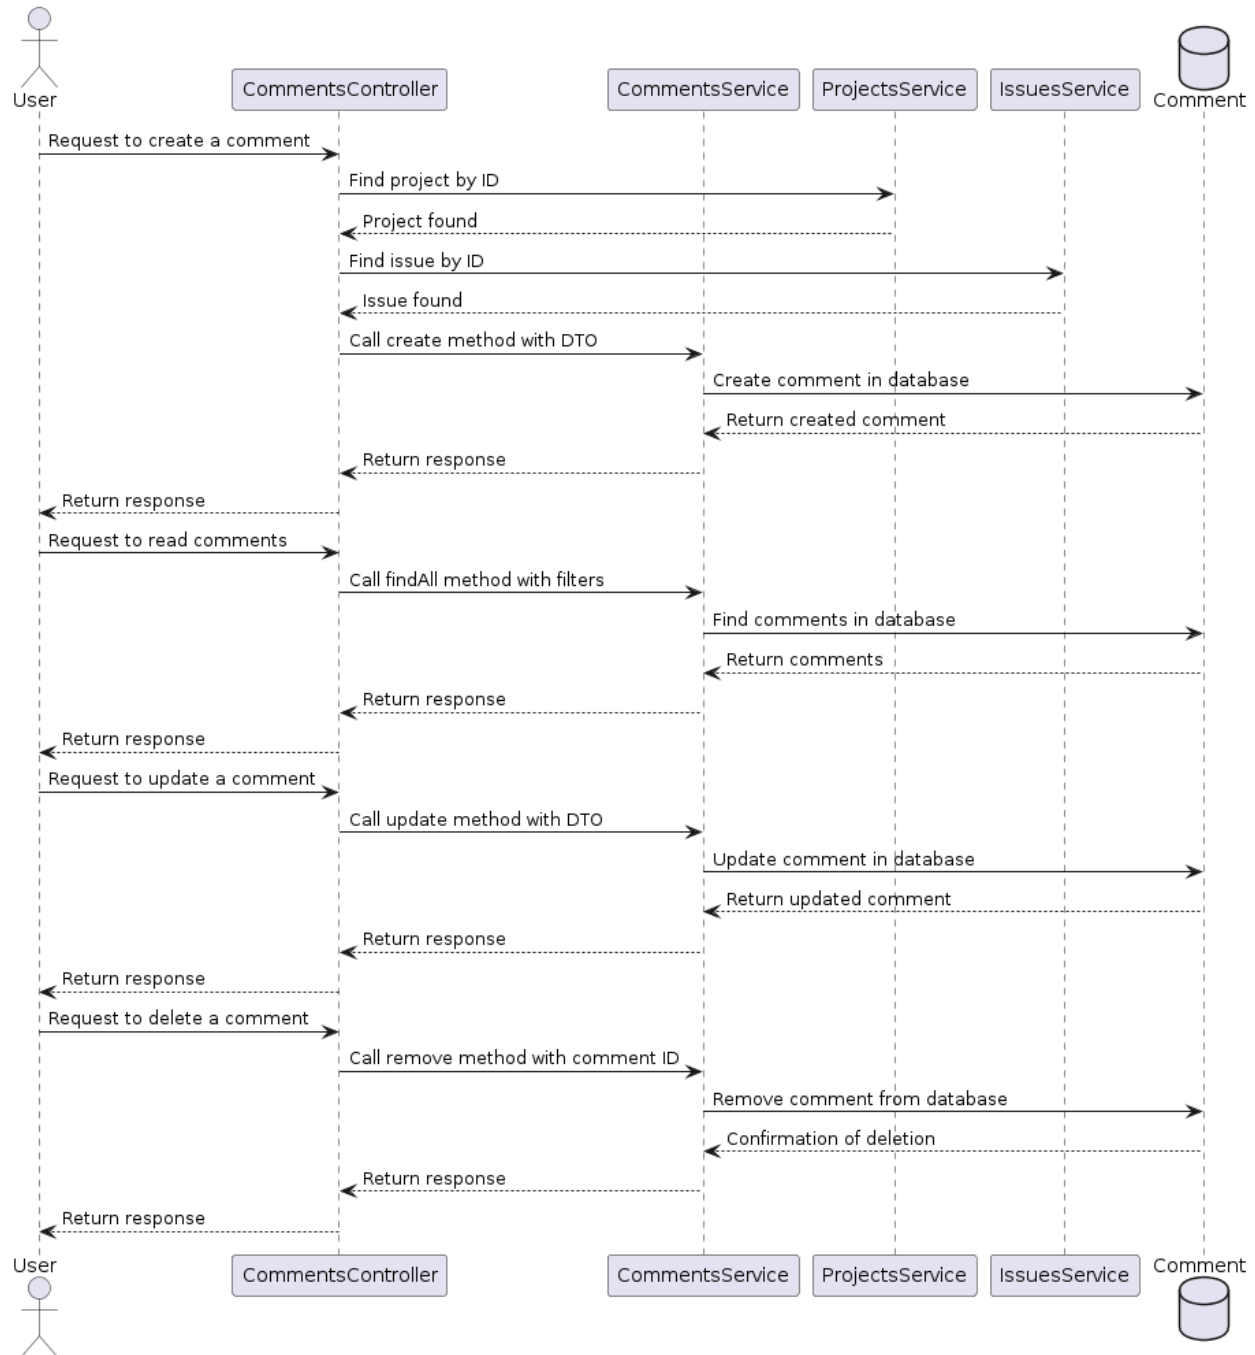 User
CommentsController
CommentsService
ProjectsService
IssuesService
Comment
Request to create a comment
Find project by ID
Project found
Find issue by ID
Issue found
Call create method with DTO
Create comment in database
Return created comment
Return response
Return response
Request to read comments
Call findAll method with filters
Find comments in database
Return comments
Return response
Return response
Request to update a comment
Call update method with DTO
Update comment in database
Return updated comment
Return response
Return response
Request to delete a comment
Call remove method with comment ID
Remove comment from database
Confirmation of deletion
Return response
Return response
User
CommentsController
CommentsService
ProjectsService
IssuesService
Comment